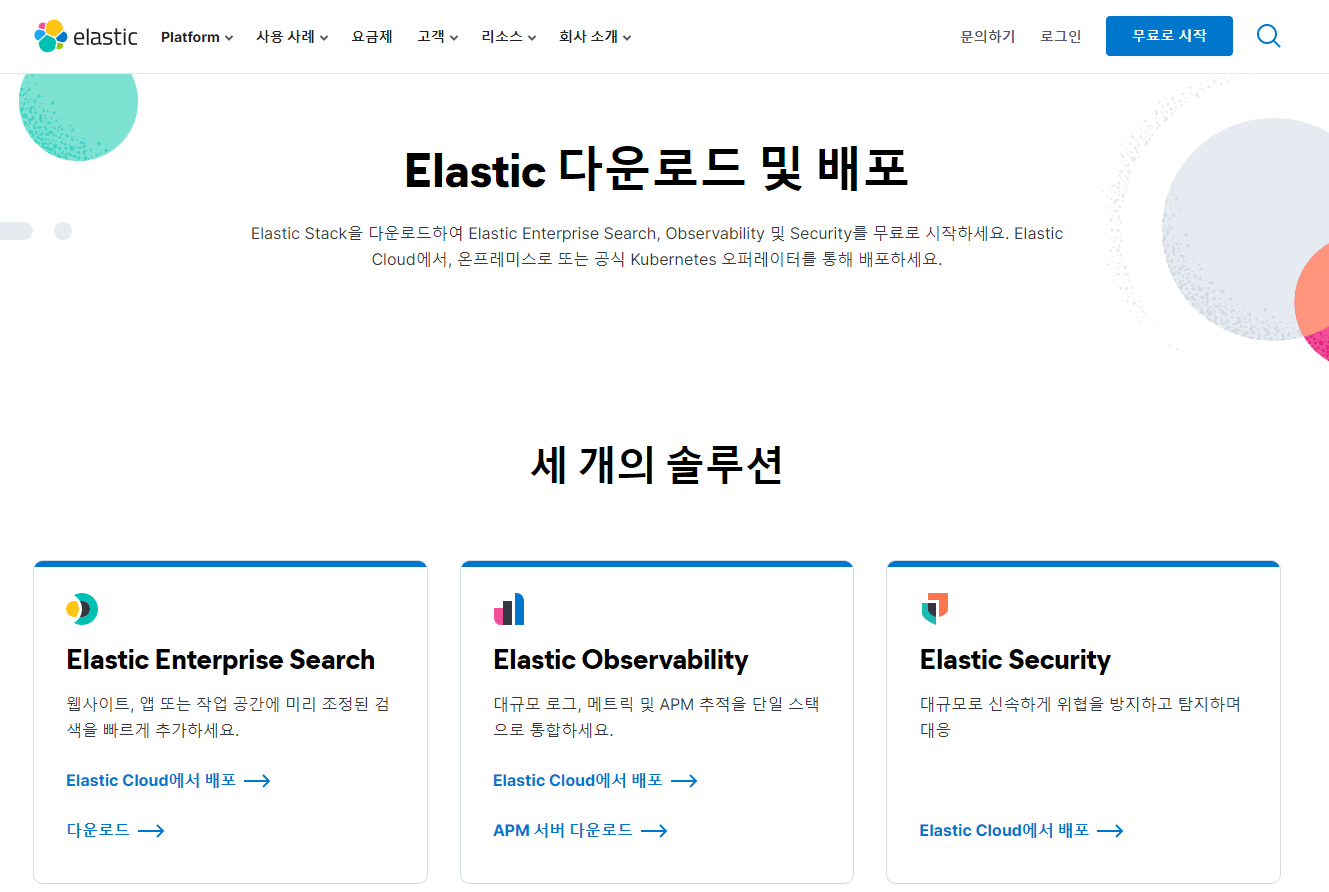 elastic Platform 사용 사례 요금제 고객 리소스 회사 소개 문의하기 로그인 무료로 시작
Elastic 다운로드 및 배포
Elastic Stack을 다운로드하여 Elastic Enterprise Search, Observability 및 Security를 무료로 시작하세요. Elastic
Cloud에서, 온프레미스로 또는 공식 Kubernetes 오퍼레이터를 통해 배포하세요.
세 개의 솔루션
Elastic Enterprise Search
웹사이트, 앱 또는 작업 공간에 미리 조정된 검
색을 빠르게 추가하세요.
Elastic Cloud에서 배포
다운로드
Elastic Observability
대규모 로그, 메트릭 및 APM 추적을 단일 스택
으로 통합하세요.
Elastic Cloud에서 배포
APM 서버 다운로드
Elastic Security
대규모로 신속하게 위협을 방지하고 탐지하며
대응
Elastic Cloud에서 배포